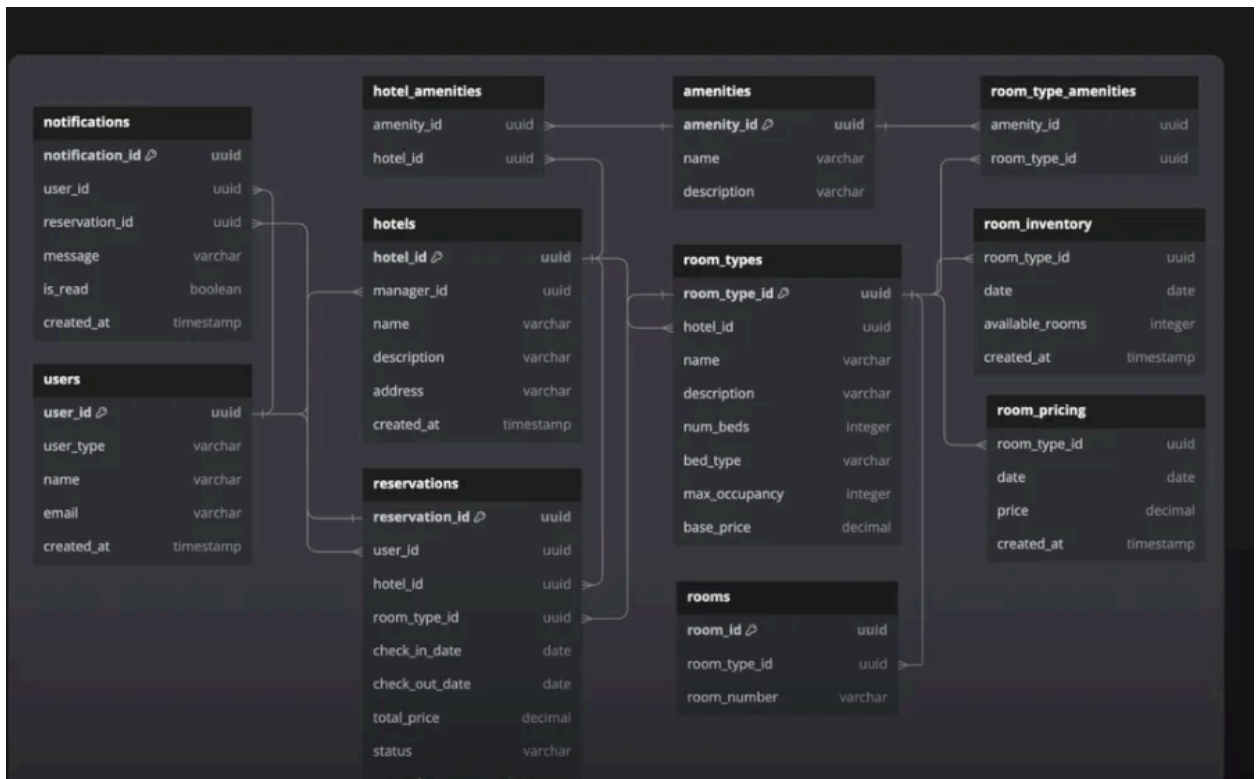 notifications
notification_id uuid
user_id uuid
reservation_id uuid
message varchar
is_read boolean
created_at timestamp
users
user_id uuid
user_type varchar
name varchar
email varchar
created_at timestamp
hotel_amenities
amenity_id uuid
hotel_id uuid
hotels
hotel_id uuid
manager_id uuid
name varchar
description varchar
address varchar
created_at timestamp
reservations
reservation_id uuid
user_id uuid
hotel_id uuid
room_type_id uuid
check_in_date date
check_out_date date
total_price decimal
status varchar
amenities
amenity_id uuid
name varchar
description varchar
room_types
room_type_id uuid
hotel_id uuid
name varchar
description varchar
num_beds integer
bed_type varchar
max_occupancy integer
base_price decimal
rooms
room_id uuid
room_type_id uuid
room_number varchar
room_type_amenities
amenity_id uuid
room_type_id uuid
room_inventory
room_type_id uuid
date date
available_rooms integer
created_at timestamp
room_pricing
room_type_id uuid
date date
price decimal
created_at timestamp